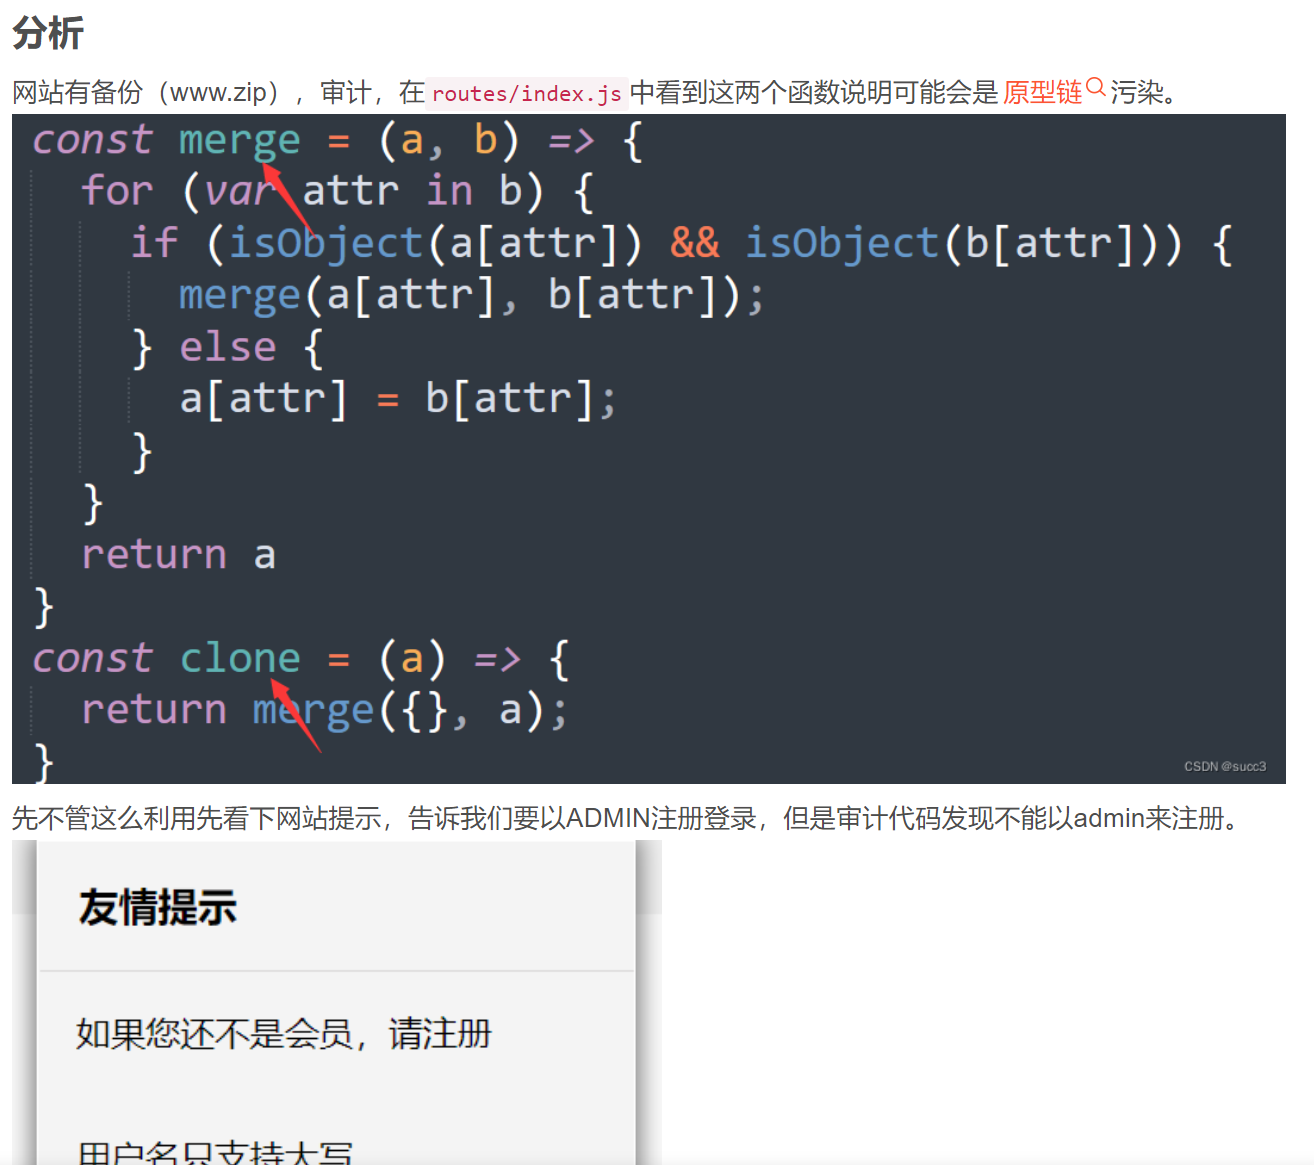 分析
网站有备份（www.zip），审计，在routes/index.js中看到这两个函数说明可能会是原型链污染。
const merge = (a, b) => {
for (var attr in b) {
if (isObject(a[attr]) && isObject(b[attr])) {
merge(a[attr], b[attr]);
} else {
a[attr] = b[attr];
}
}
return a
}
const clone = (a) => {
return merge({}, a);
}
CSDN @succ3
先不管这么利用先看下网站提示，告诉我们要以ADMIN注册登录，但是审计代码发现不能以admin来注册。
友情提示
如果您还不是会员，请注册
用户名只支持大写